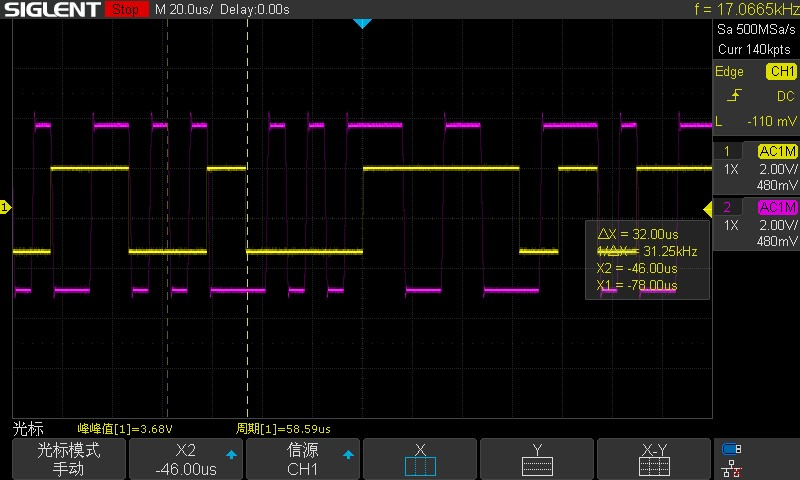 SIGLENT Stop M 20.0us/ Delay:0.00s f = 17.0665kHz
Sa 500MSa/s
Curr 140kpts
Edge CH1
DC
L -110 mV
1 AC1M
1X 2.00V/
480mV
2 AC1M
1X 2.00V/
480mV
1
△X = 32.00us
1/△X = 31.25kHz
X2 = -46.00us
X1 = -78.00us
光标 峰峰值[1]=3.68V 周期[1]=58.59us
光标模式
手动
X2
-46.00us
信源
CH1
X
Y
X-Y